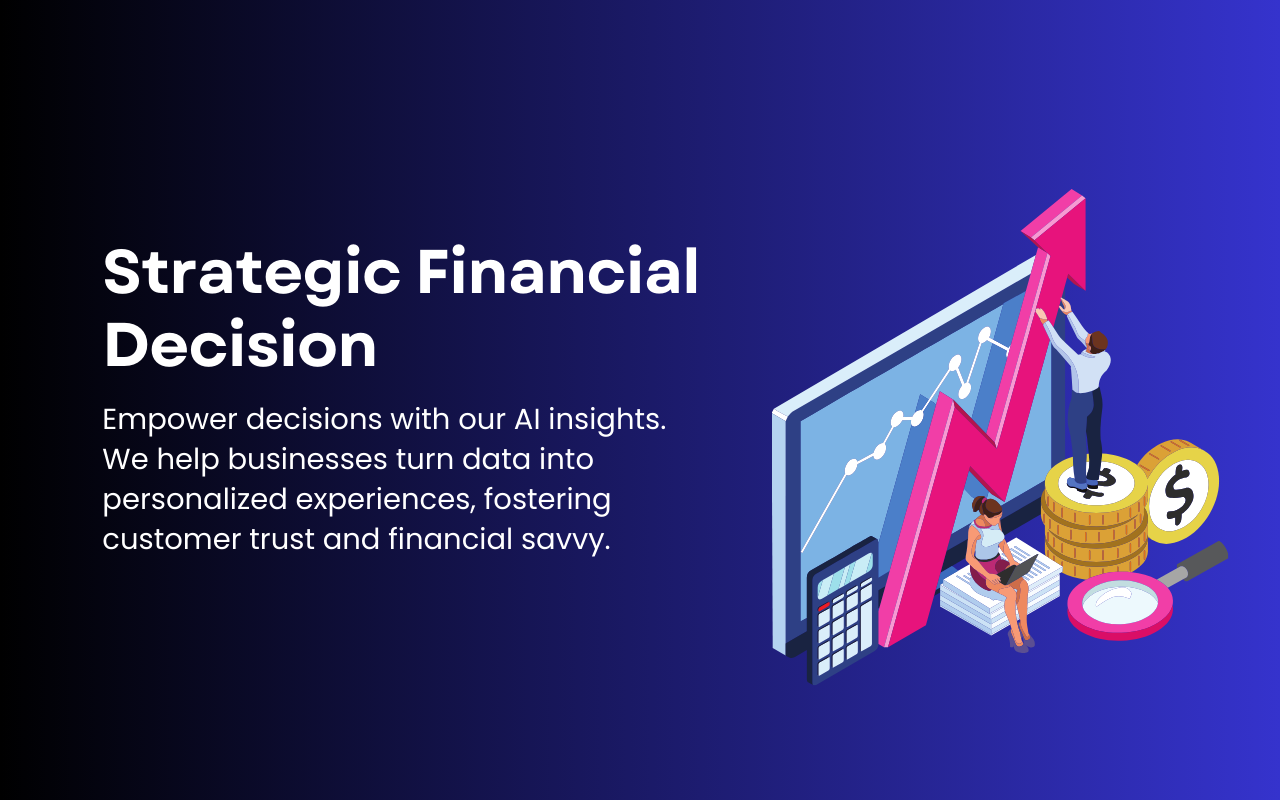 Strategic Financial
Decision
Empower decisions with our AI insights.
We help businesses turn data into
personalized experiences, fostering
customer trust and financial savvy.
$
$